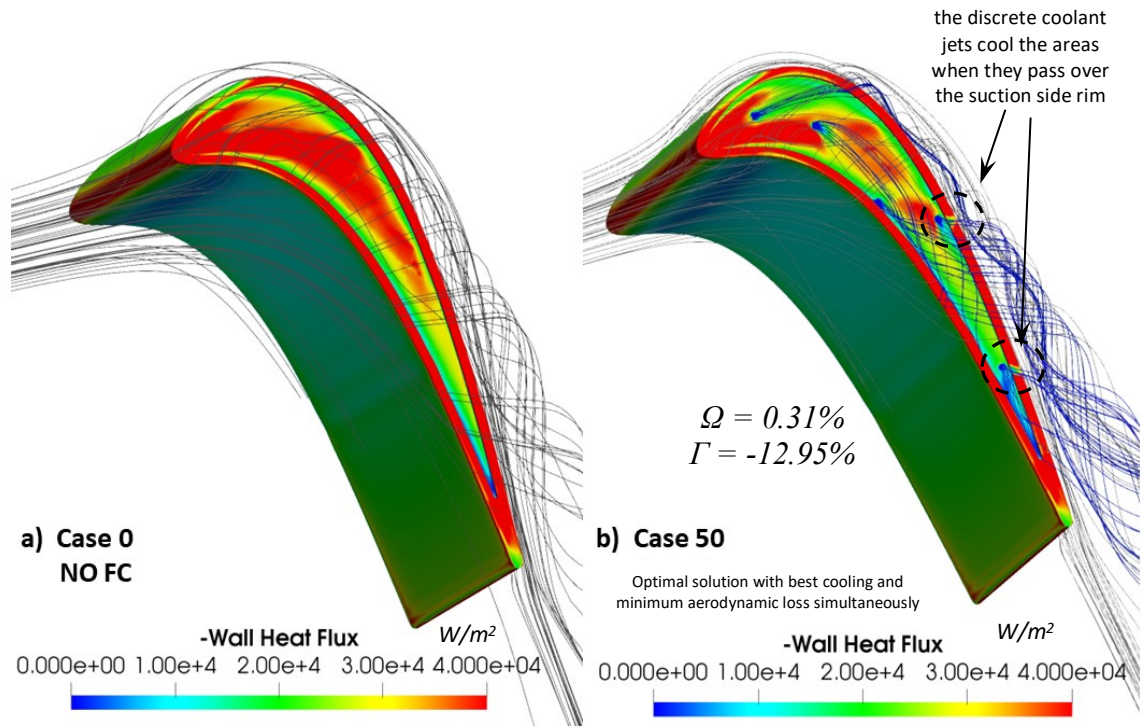 the discrete coolant
jets cool the areas
when they pass over
the suction side rim
Ω = 0.31%
Γ = -12.95%
a) Case 0
NO FC
b) Case 50
Optimal solution with best cooling and
minimum aerodynamic loss simultaneously
-Wall Heat Flux W/m²
0.000e+00 1.00e+4 2.00e+4 3.00e+4 4.000e+04
-Wall Heat Flux W/m²
0.000e+00 1.00e+4 2.00e+4 3.00e+4 4.000e+04